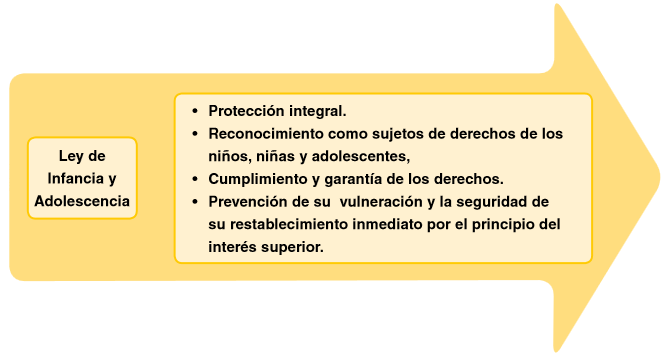 Ley de
Infancia y
Adolescencia
• Protección integral.
• Reconocimiento como sujetos de derechos de los
niños, niñas y adolescentes,
• Cumplimiento y garantía de los derechos.
• Prevención de su  vulneración y la seguridad de
su restablecimiento inmediato por el principio del
interés superior.